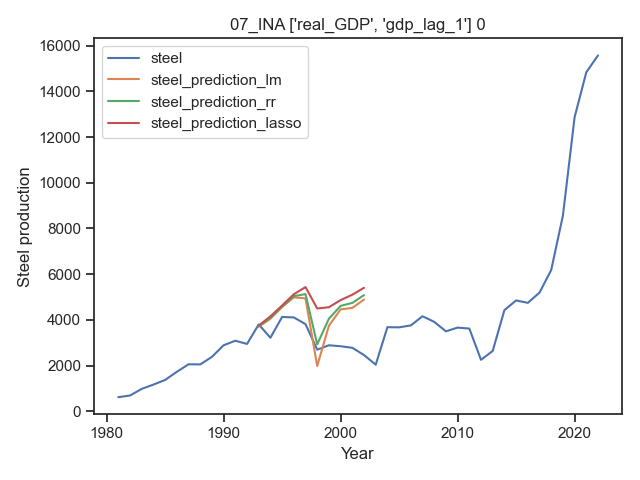 07_INA ['real_GDP', 'gdp_lag_1'] 0
steel
steel_prediction_lm
steel_prediction_rr
steel_prediction_lasso
Steel production
16000
14000
12000
10000
8000
6000
4000
2000
0
1980
1990
2000
2010
2020
Year